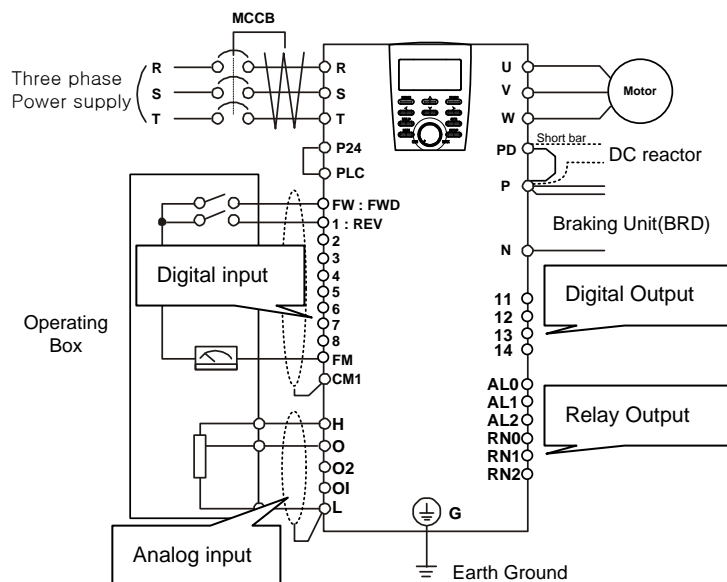 MCCB
Three phase
Power supply
R
S
T
R
S
T
P24
PLC
FW : FWD
1 : REV
2
3
4
5
6
7
8
FM
CM1
Digital input
Operating
Box
H
O
O2
OI
L
Analog input
U
V
W
Motor
PD
Short bar
DC reactor
P
Braking Unit(BRD)
N
11
12
13
14
Digital Output
AL0
AL1
AL2
RN0
RN1
RN2
Relay Output
G
Earth Ground